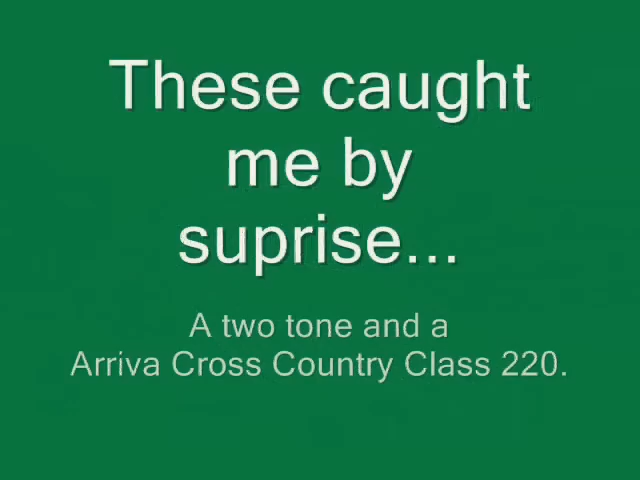 These caught
me by
suprise...
A two tone and a
Arriva Cross Country Class 220.